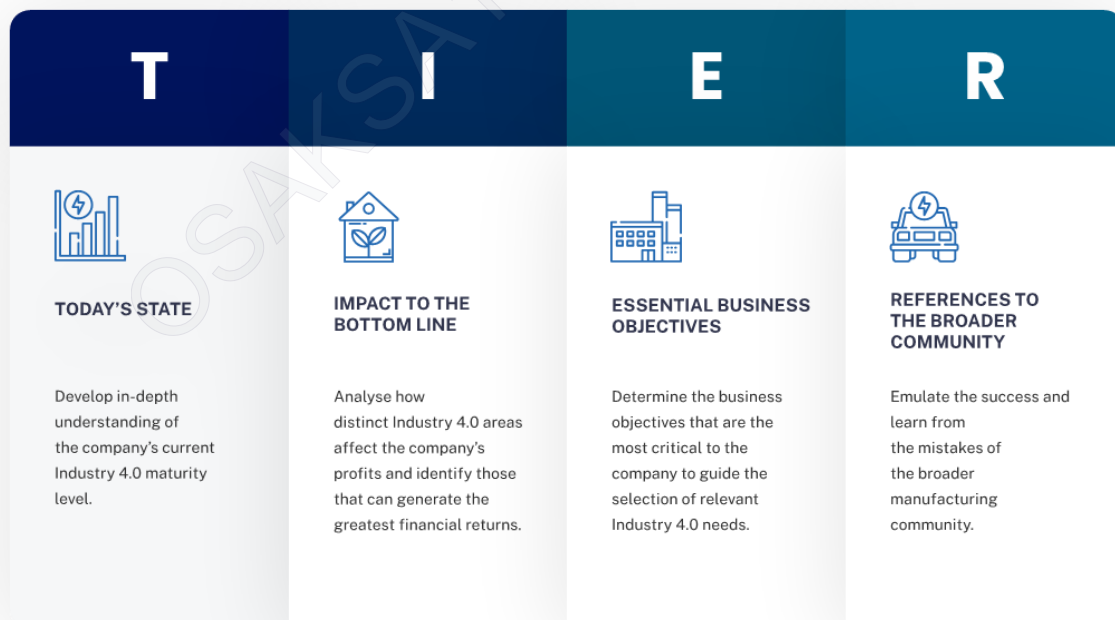 T
I
E
R
TODAY'S STATE
Develop in-depth
understanding of
the company's current
Industry 4.0 maturity
level.
IMPACT TO THE
BOTTOM LINE
Analyse how
distinct Industry 4.0 areas
affect the company's
profits and identify those
that can generate the
greatest financial returns.
ESSENTIAL BUSINESS
OBJECTIVES
Determine the business
objectives that are the
most critical to the
company to guide the
selection of relevant
Industry 4.0 needs.
REFERENCES TO
THE BROADER
COMMUNITY
Emulate the success and
learn from
the mistakes of
the broader
manufacturing
community.
OSAKSA